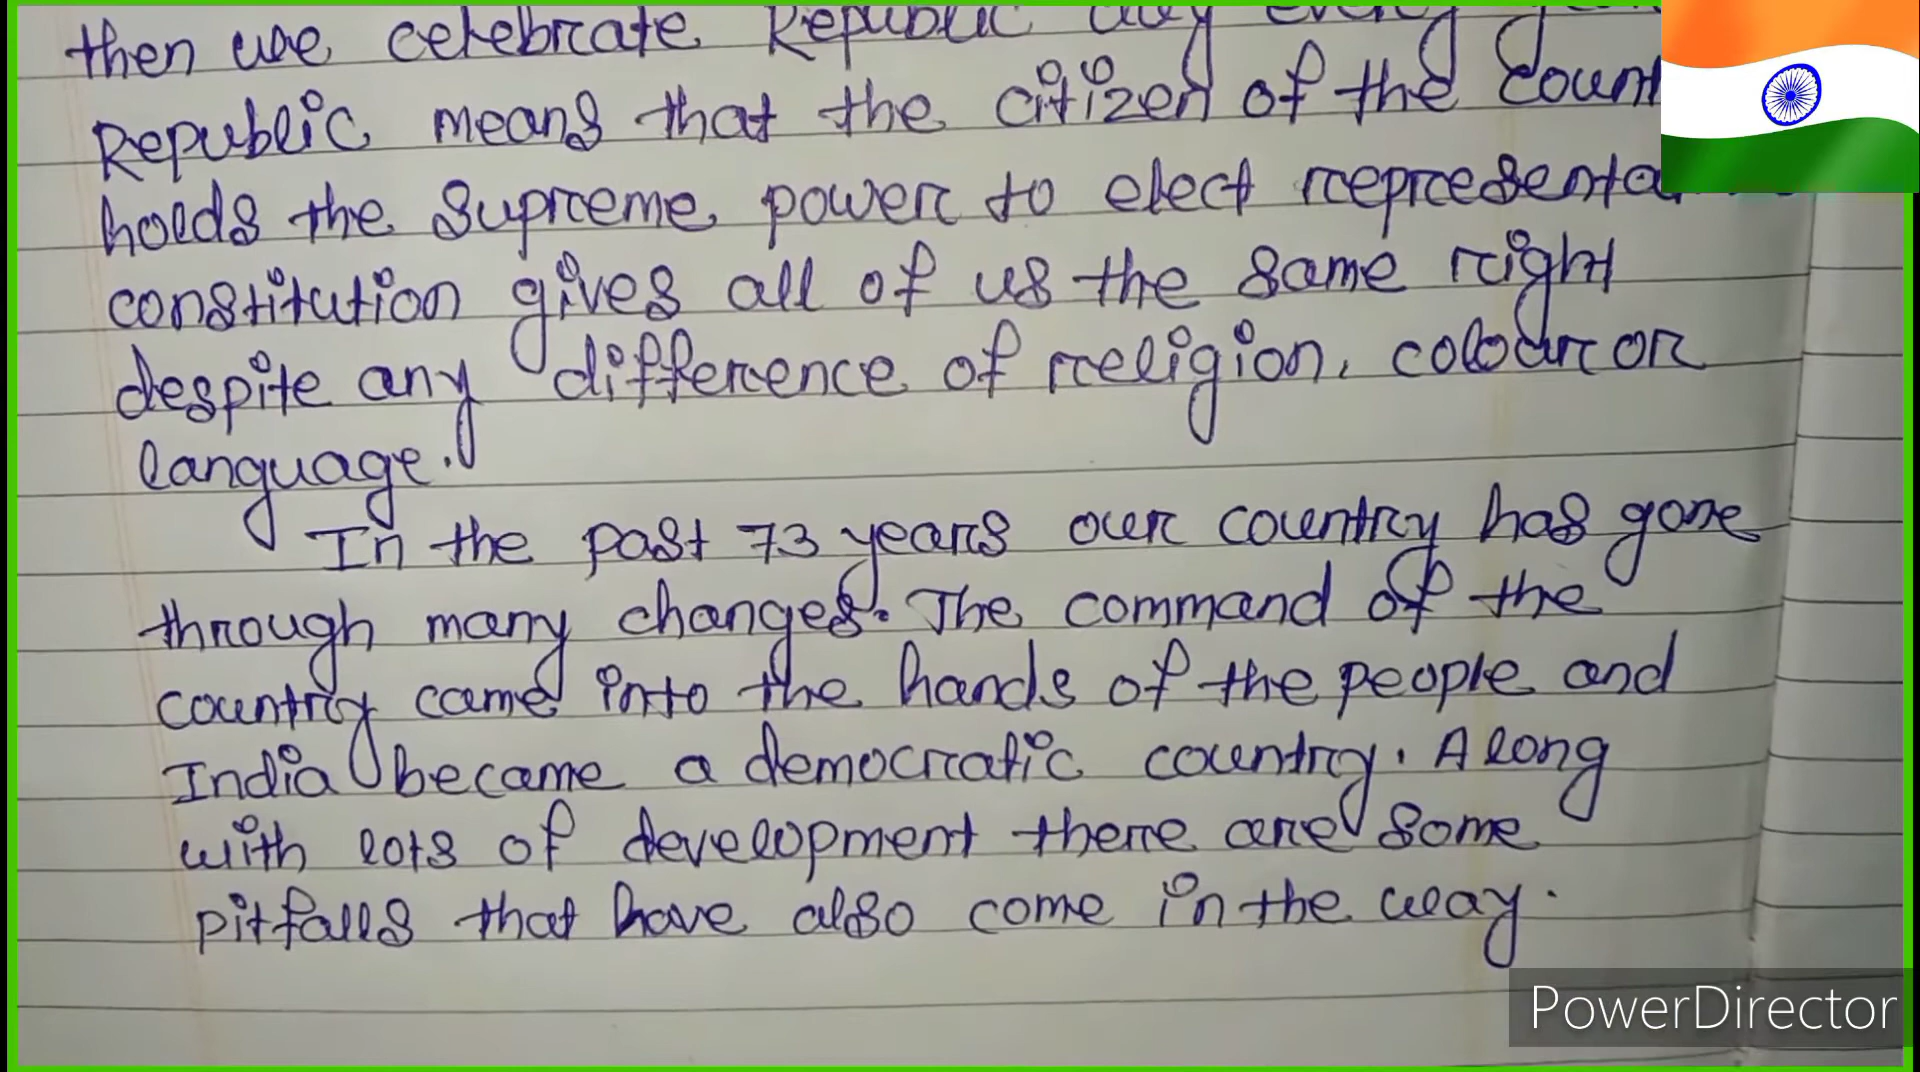 then we celebrate Republic day every
Republic means that the citizen of the
holds the supreme power to elect
constitution gives all of us the same right
despite any difference of religion, colour or
language.
In the past 73 years our country has gone
through many changes. The command of the
country came into the hands of the people and
India became a democratic country. Along
with lots of development there are some
pitfalls that have also come in the way.
PowerDirector